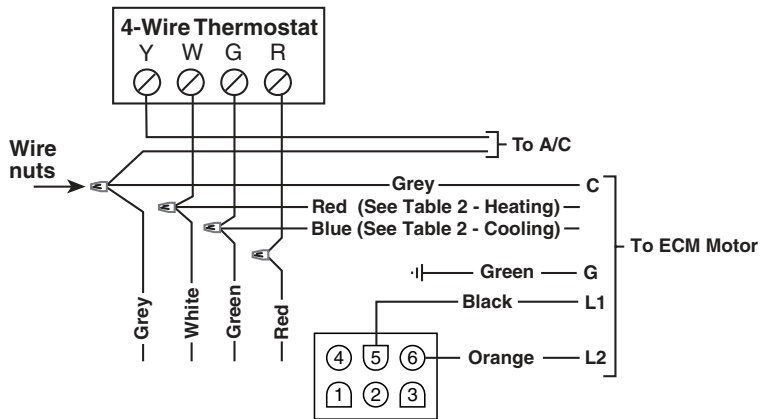 4-Wire Thermostat
Y W G R
To A/C
Wire
nuts
Grey C
Red (See Table 2 - Heating)
Blue (See Table 2 - Cooling)
To ECM Motor
Green G
Black L1
Grey
White
Green
Red
4 5 6
Orange L2
1 2 3